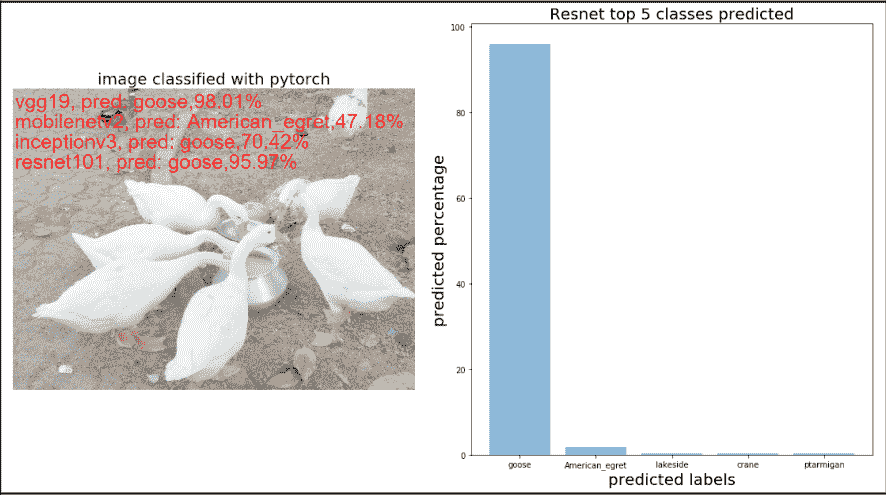 image classified with pytorch
vgg19, pred: goose,98.01%
mobilenetv2, pred: American_egret,47.18%
inceptionv3, pred: goose,70.42%
resnet101, pred: goose,95.97%
Resnet top 5 classes predicted
predicted percentage
100
80
60
40
20
0
goose American_egret lakeside crane ptarmigan
predicted labels